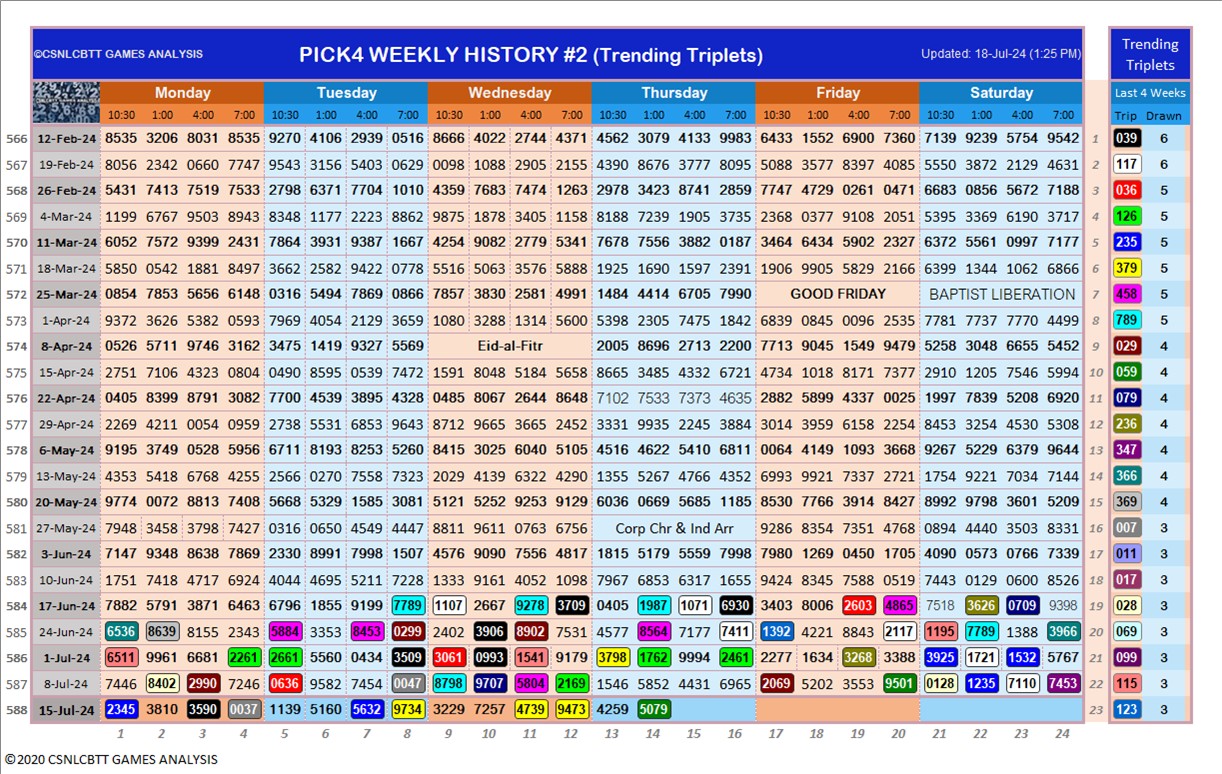 ©CSNLCBTT GAMES ANALYSIS PICK4 WEEKLY HISTORY #2 (Trending Triplets) Updated: 18-Jul-24 (1:25 PM) Trending Triplets
Monday Tuesday Wednesday Thursday Friday Saturday Last 4 Weeks
10:30 1:00 4:00 7:00 10:30 1:00 4:00 7:00 10:30 1:00 4:00 7:00 10:30 1:00 4:00 7:00 10:30 1:00 4:00 7:00 10:30 1:00 4:00 7:00 Trip Drawn
566 12-Feb-24 8535 3206 8031 8535 9270 4106 2939 0516 8666 4022 2744 4371 4562 3079 4133 9983 6433 1552 6900 7360 7139 9239 5754 9542 1 039 6
567 19-Feb-24 8056 2342 0660 7747 9543 3156 5403 0629 0098 1088 2905 2155 4390 8676 3777 8095 5088 3577 8397 4085 5550 3872 2129 4631 2 117 6
568 26-Feb-24 5431 7413 7519 7533 2798 6371 7704 1010 4359 7683 7474 1263 2978 3423 8741 2859 7747 4729 0261 0471 6683 0856 5672 7188 3 036 5
569 4-Mar-24 1199 6767 9503 8943 8348 1177 2223 8862 9875 1878 3405 1158 8188 7239 1905 3735 2368 0377 9108 2051 5395 3369 6190 3717 4 126 5
570 11-Mar-24 6052 7572 9399 2431 7864 3931 9387 1667 4254 9082 2779 5341 7678 7556 3882 0187 3464 6434 5902 2327 6372 5561 0997 7177 5 235 5
571 18-Mar-24 5850 0542 1881 8497 3662 2582 9422 0778 5516 5063 3576 5888 1925 1690 1597 2391 1906 9905 5829 2166 6399 1344 1062 6866 6 379 5
572 25-Mar-24 0854 7853 5656 6148 0316 5494 7869 0866 0857 3830 2581 4991 1484 4414 6705 7990 GOOD FRIDAY BAPTIST LIBERATION 7 458 5
573 1-Apr-24 9372 3626 5382 0593 7969 4054 2129 3659 1080 3288 1314 5600 5398 2305 7475 1842 6839 0845 0096 2535 7781 7737 7770 4499 8 789 5
574 8-Apr-24 0526 5711 9746 3162 3475 1419 9327 5569 Eid-al-Fitr 2005 8696 2713 2200 7713 9045 1549 9479 5258 3048 6655 5452 9 029 4
575 15-Apr-24 2751 7106 4323 0804 0490 8595 0539 7472 1591 8048 5184 5658 8665 3485 4332 6721 4734 1018 8171 7377 2910 1205 7546 5994 10 059 4
576 22-Apr-24 0405 8399 8791 3082 7700 4539 3895 4328 0485 8067 2644 8648 7102 7533 7373 4635 2882 5899 4337 0025 1997 7839 5208 6920 11 079 4
577 29-Apr-24 2269 4211 0054 0959 2738 5531 6853 9643 8712 9665 3665 2452 3331 9935 2245 3884 3014 3959 6158 2254 8453 3254 4530 5308 12 236 4
578 6-May-24 9195 3749 0528 5956 6711 8193 8253 5260 8415 3025 6040 5105 4516 4622 5410 6811 0064 4149 1093 3668 9267 5229 6379 9644 13 347 4
579 13-May-24 4353 5418 6768 4255 2566 0270 7558 7323 9029 4139 6322 4290 1355 5267 4766 4152 6995 9921 7337 2721 1754 9221 7034 7144 14 366 4
580 20-May-24 9774 0072 8813 7408 5668 5329 1585 3081 5121 5252 9253 9129 6036 0669 5685 1185 8530 7766 3914 8427 8992 9798 3601 5209 15 369 4
581 27-May-24 7948 3458 3798 7427 0316 0650 4549 4447 8811 9611 0763 6756 Corp Chr & Ind Arr 9286 8354 7351 4768 0894 4440 3503 8331 16 007 3
582 3-Jun-24 7147 9348 8638 7869 2330 8991 7998 1507 4576 9090 7556 4817 1815 5179 5559 7998 7980 1269 0450 1705 4090 0573 0766 7339 17 011 3
583 10-Jun-24 1751 7418 4717 6924 4044 4695 5211 7228 1333 9161 4052 1098 7967 6853 6317 1655 9424 8345 7588 0519 7443 0129 0600 8526 18 017 3
584 17-Jun-24 7882 5791 3871 6463 6796 1855 9199 7789 1107 2667 9278 3709 0405 1987 1071 6930 3403 8006 2603 4865 7518 3626 0709 9398 19 028 3
585 24-Jun-24 6536 8639 8155 2343 5884 3353 8453 0299 2402 3906 8902 7531 4577 8564 7177 7411 1392 4221 8843 2117 1195 7789 1388 3966 20 069 3
586 1-Jul-24 6511 9961 6681 2261 2661 5560 0434 3509 3061 0993 1541 9179 3798 1762 9994 2461 2277 1634 3268 3388 3925 1721 1532 5767 21 099 3
587 8-Jul-24 7446 8402 2990 7246 0636 9582 7454 0047 8798 9707 5804 2169 1546 5852 4431 6965 2069 5202 3553 9501 0128 1235 7110 7453 22 115 3
588 15-Jul-24 2345 3810 3590 0037 1139 5160 5632 9734 3229 7257 4739 9473 4259 5079 23 123 3
1 2 3 4 5 6 7 8 9 10 11 12 13 14 15 16 17 18 19 20 21 22 23 24
©2020 CSNLCBTT GAMES ANALYSIS